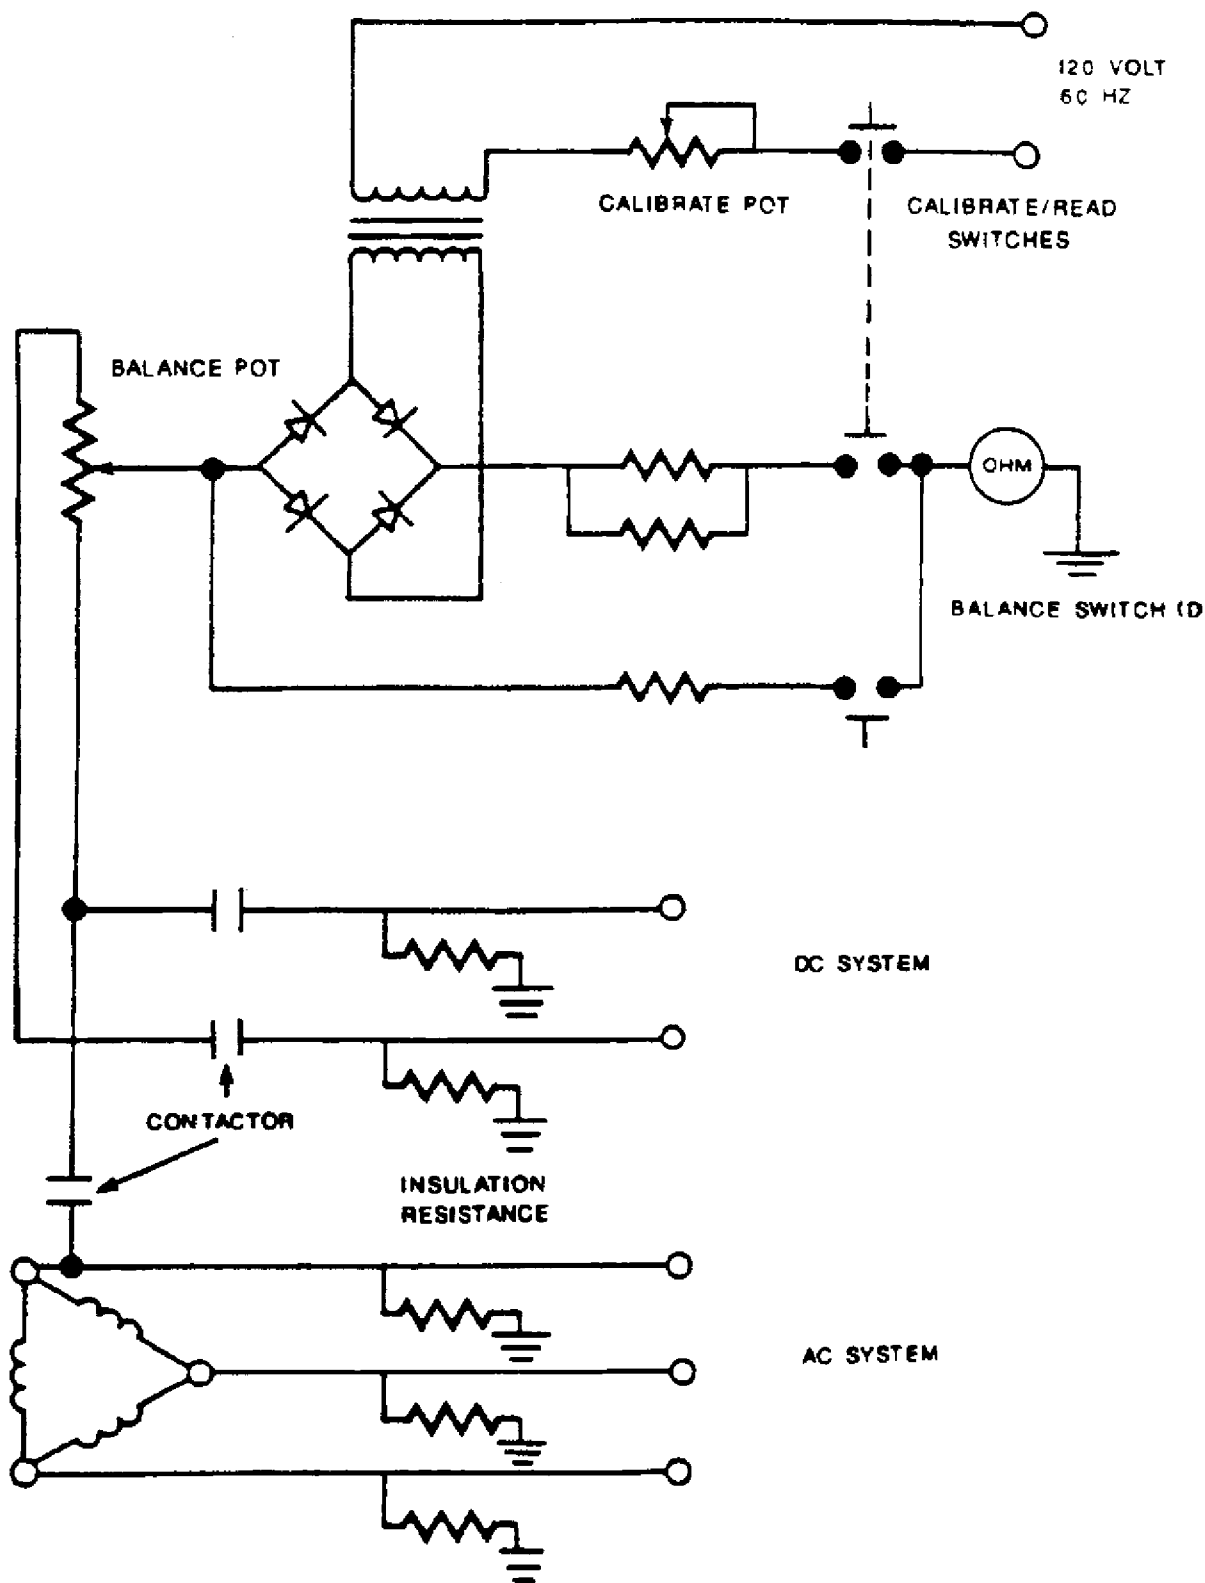 120 VOLT
60 HZ
CALIBRATE POT
CALIBRATE/READ
SWITCHES
BALANCE POT
OHM
BALANCE SWITCH (D
DC SYSTEM
CONTACTOR
INSULATION
RESISTANCE
AC SYSTEM